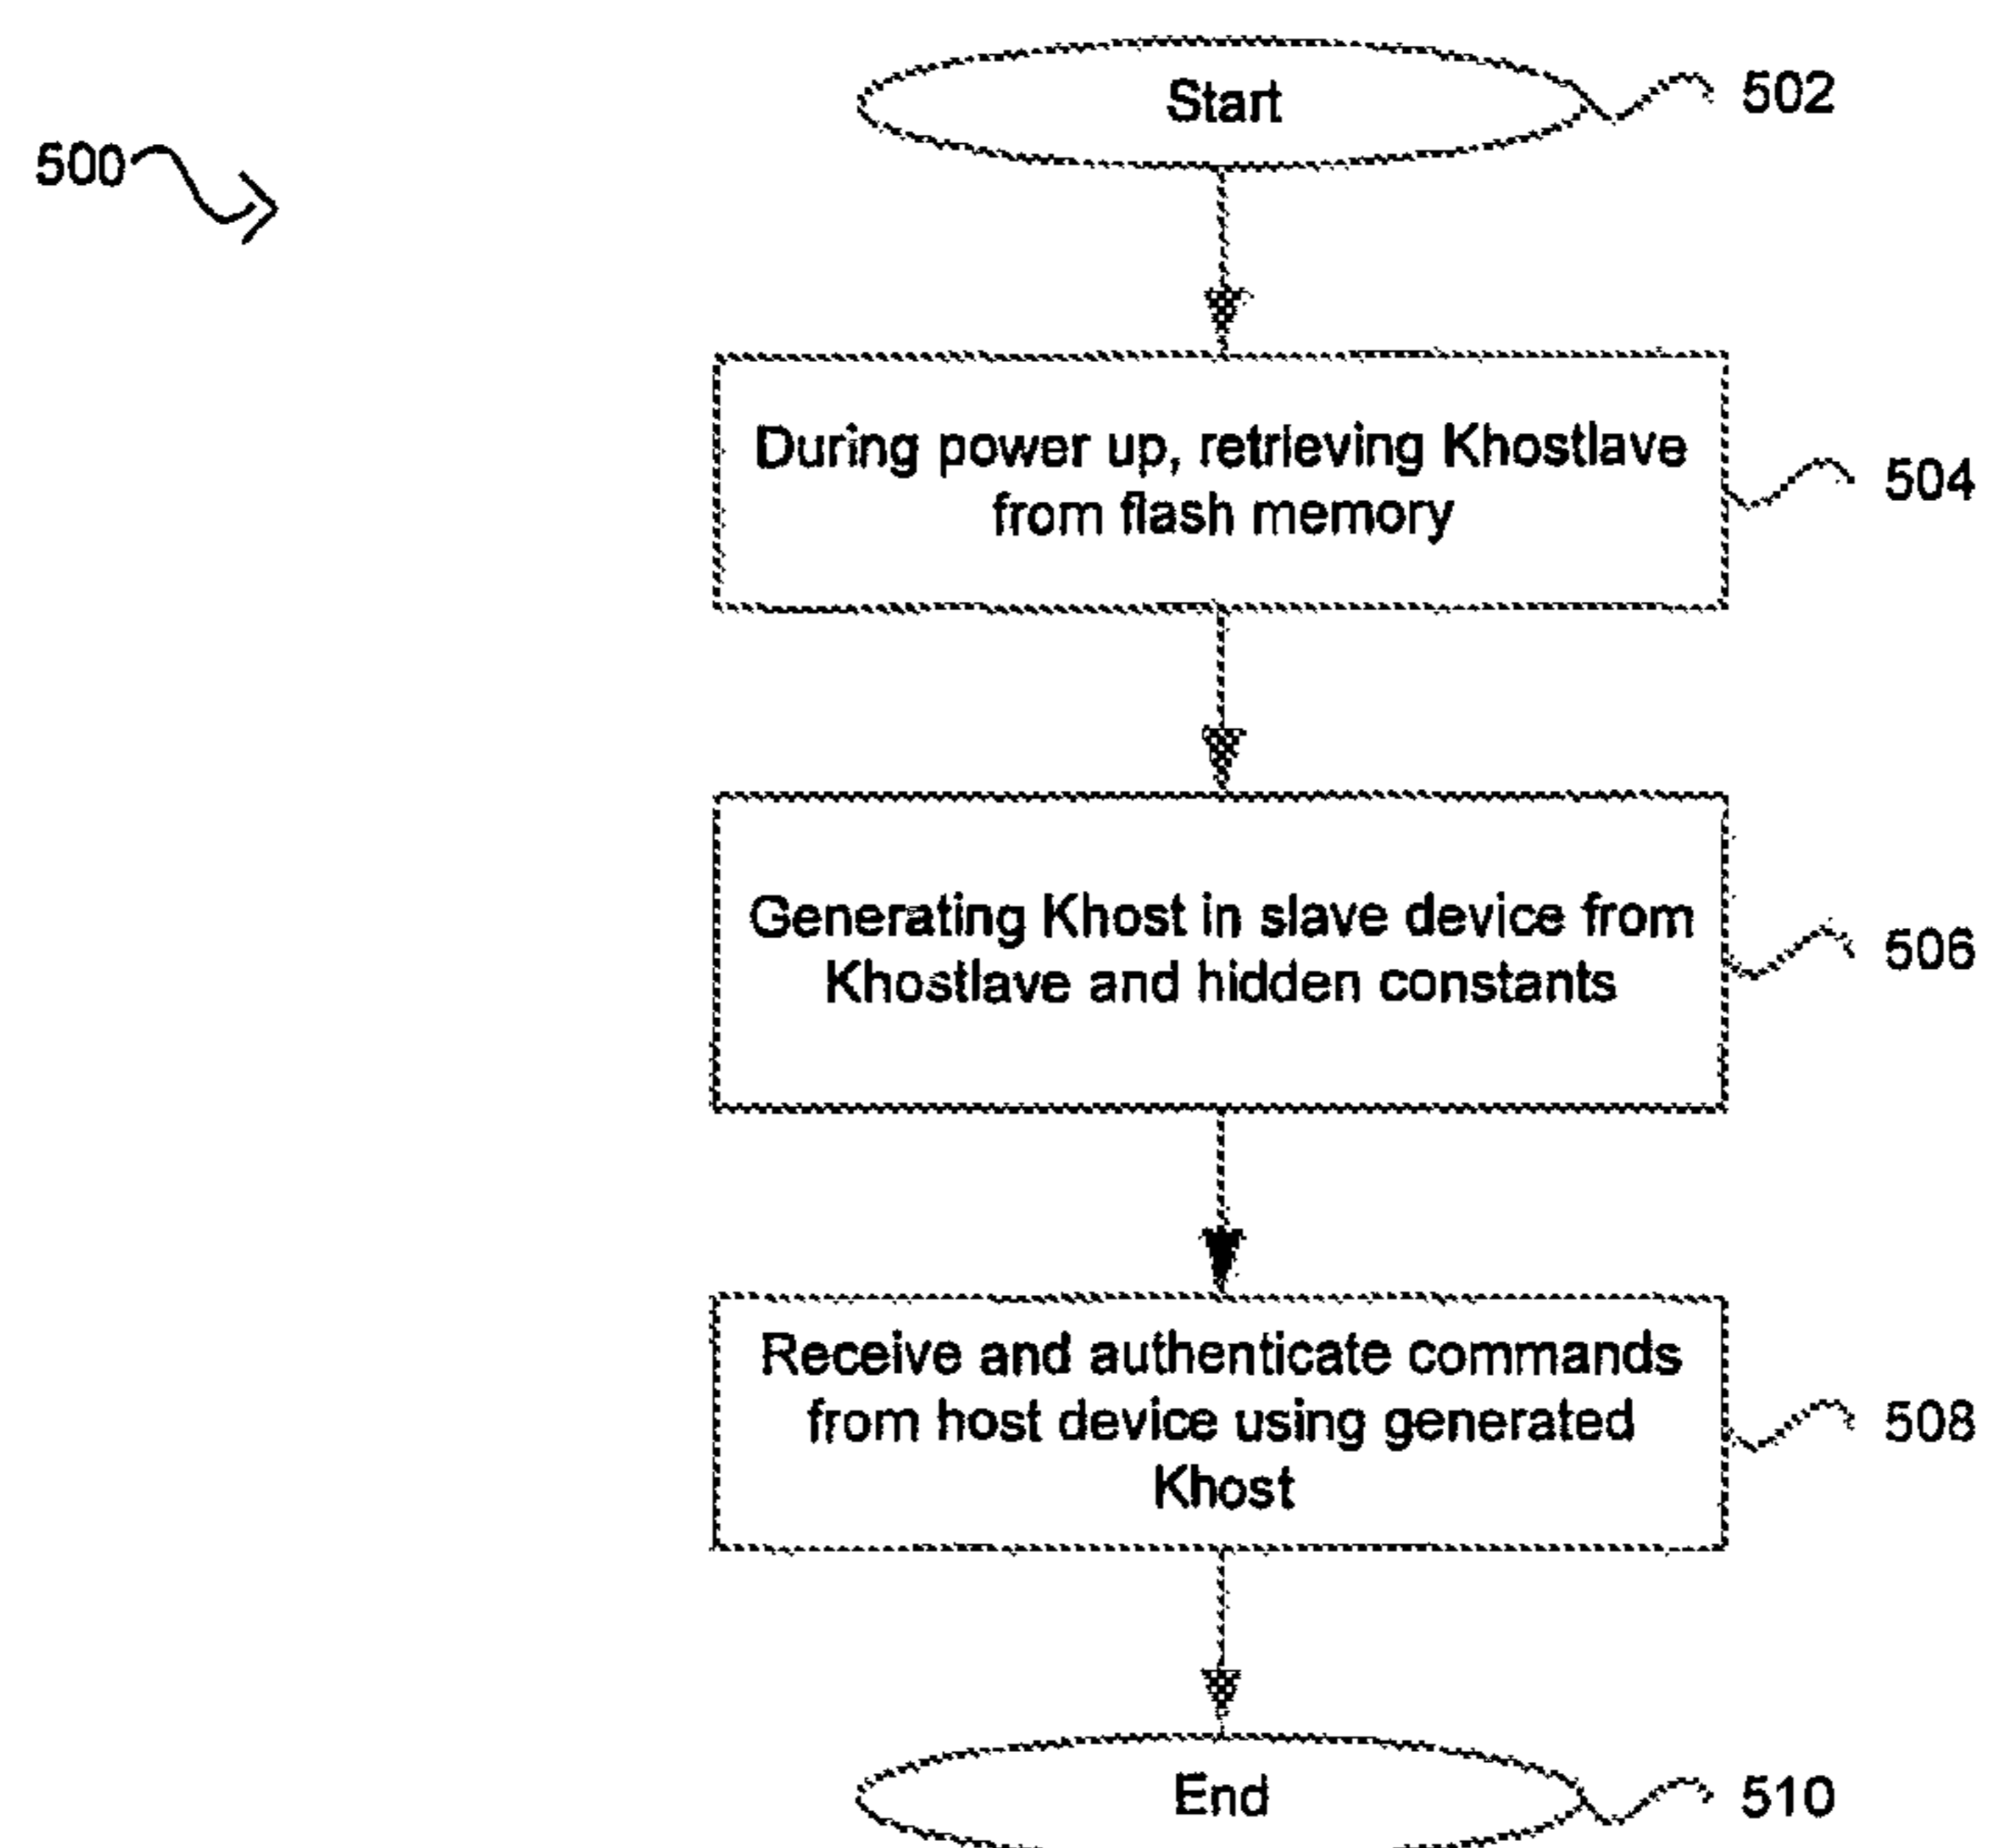 Start
502
500
During power up, retrieving Khostlave
from flash memory
504
Generating Khost in slave device from
Khostlave and hidden constants
506
Receive and authenticate commands
from host device using generated
Khost
508
End
510